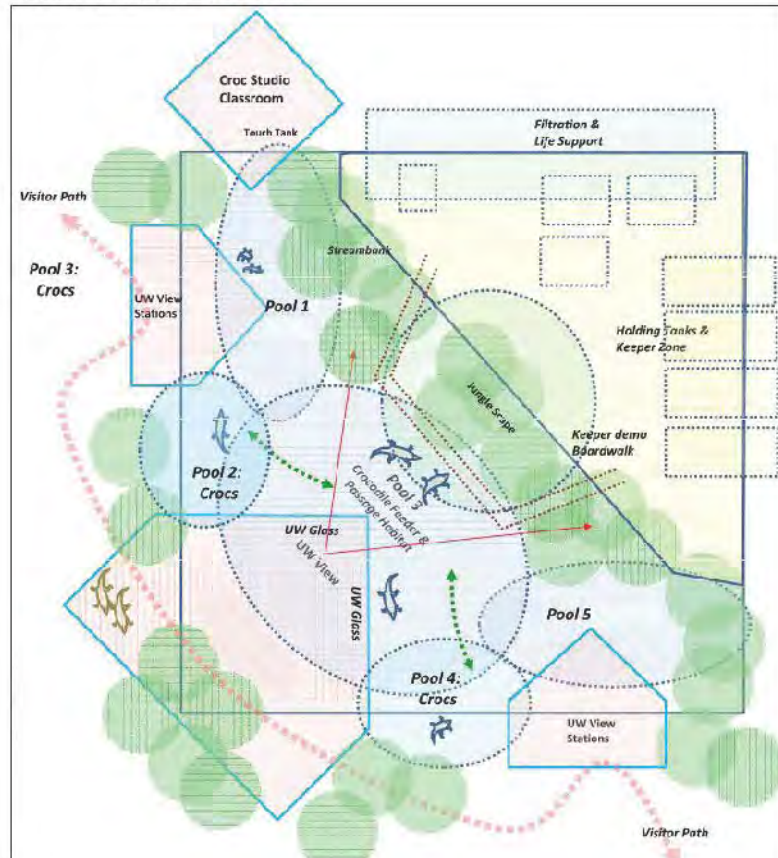 Croc Studio
Classroom
Touch Tank
Filtration &
Life Support
Visitor Path
Pool 3:
Crocs
UW View
Stations
Streambank
Pool 1
Holding Tanks &
Keeper Zone
Jungle Scape
Keeper demo
Boardwalk
Pool 2:
Crocs
Pool 3
Crocodile Feeder &
Passage Habitat
UW Glass
UW View
UW Glass
Pool 5
Pool 4:
Crocs
UW View
Stations
Visitor Path